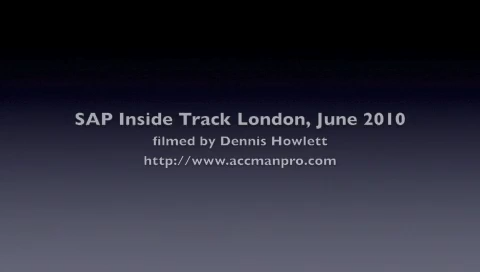 SAP Inside Track London, June 2010
filmed by Dennis Howlett
http://www.accmanpro.com